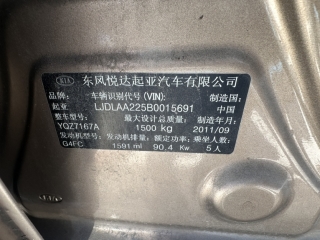 KIA 东风悦达起亚汽车有限公司
品牌: 车辆识别代号(VIN): 制造国:
起亚 LJDLAA225B0015691 中国
整车型号: 最大设计总质量: 制造年月:
YQZ7167A 1500 kg 2011/09
发动机型号: 发动机排量: 额定功率: 乘坐人数:
G4FC 1591 ml 90.4 Kw 5人